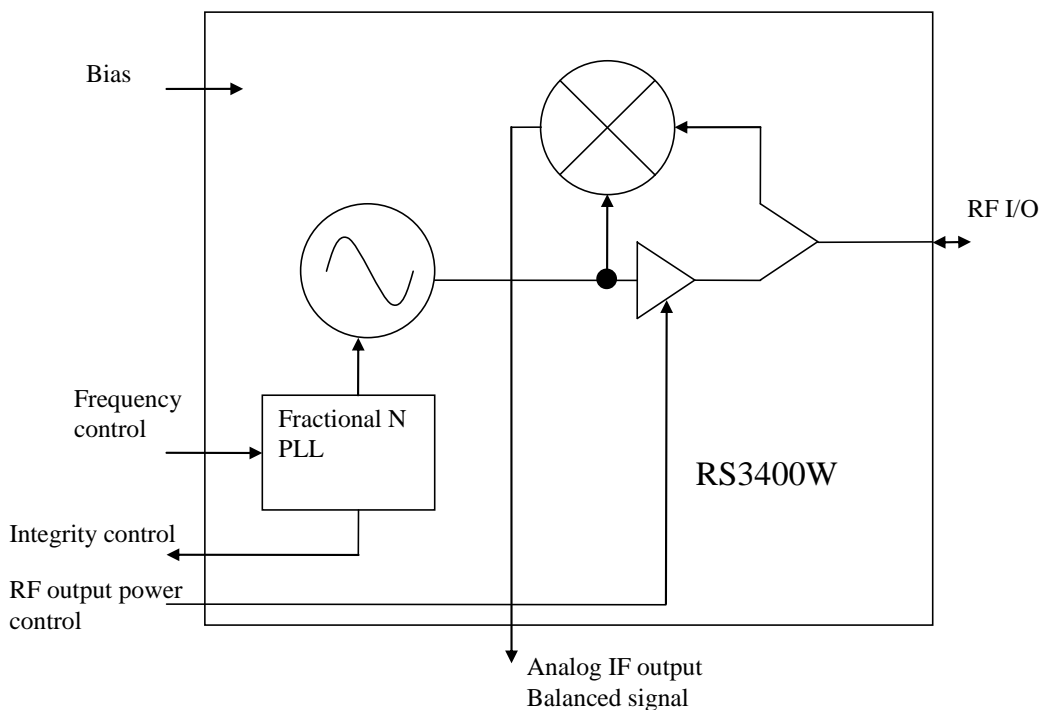 Bias
RF I/O
Frequency
control
Fractional N
PLL
RS3400W
Integrity control
RF output power
control
Analog IF output
Balanced signal